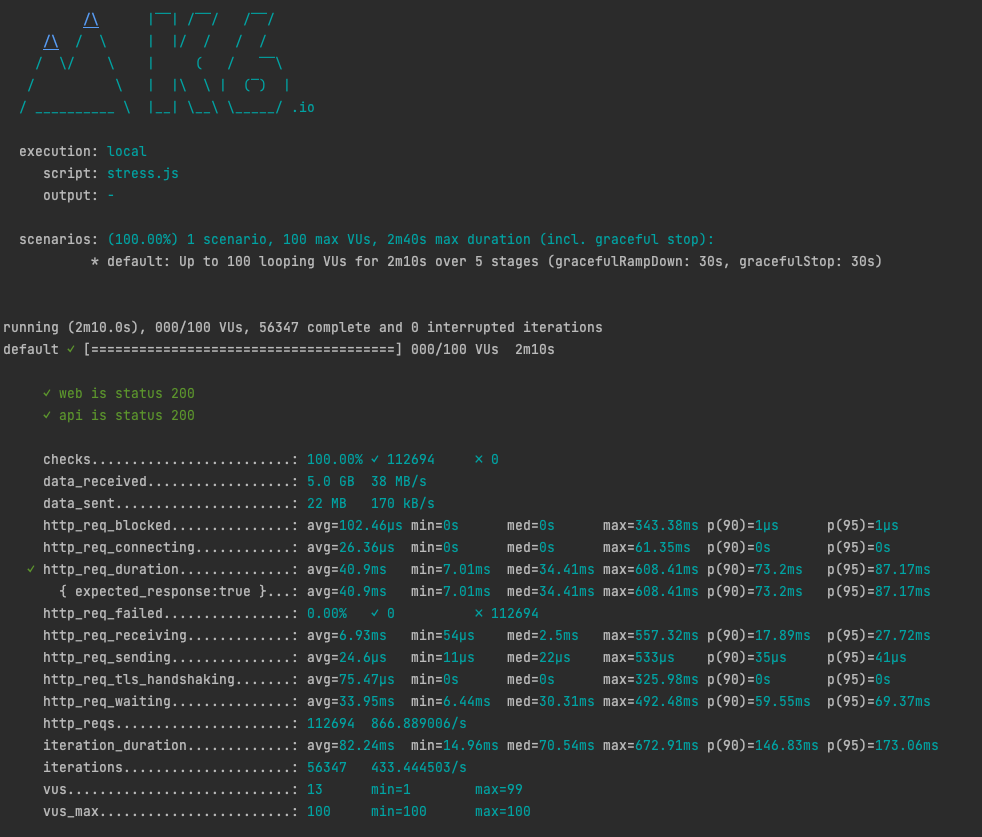 /\      |‾‾| /‾‾/   /‾‾/
     /\  /  \     |  |/  /   /  /
    /  \/    \    |     (   /   ‾‾\
   /          \   |  |\  \ |  (‾)  |
  / __________ \  |__| \__\ \_____/ .io
execution: local
script: stress.js
output: -
scenarios: (100.00%) 1 scenario, 100 max VUs, 2m40s max duration (incl. graceful stop):
* default: Up to 100 looping VUs for 2m10s over 5 stages (gracefulRampDown: 30s, gracefulStop: 30s)
running (2m10.0s), 000/100 VUs, 56347 complete and 0 interrupted iterations
default ✓ [======================================] 000/100 VUs  2m10s
✓ web is status 200
✓ api is status 200
checks.........................: 100.00% ✓ 112694     ✗ 0
data_received..................: 5.0 GB  38 MB/s
data_sent......................: 22 MB   170 kB/s
http_req_blocked...............: avg=102.46µs min=0s      med=0s      max=343.38ms p(90)=1µs      p(95)=1µs
http_req_connecting............: avg=26.36µs  min=0s      med=0s      max=61.35ms  p(90)=0s       p(95)=0s
✓ http_req_duration..............: avg=40.9ms   min=7.01ms  med=34.41ms max=608.41ms p(90)=73.2ms   p(95)=87.17ms
{ expected_response:true }...: avg=40.9ms   min=7.01ms  med=34.41ms max=608.41ms p(90)=73.2ms   p(95)=87.17ms
http_req_failed................: 0.00%   ✓ 0          ✗ 112694
http_req_receiving.............: avg=6.93ms   min=54µs    med=2.5ms   max=557.32ms p(90)=17.89ms  p(95)=27.72ms
http_req_sending...............: avg=24.6µs   min=11µs    med=22µs    max=533µs    p(90)=35µs     p(95)=41µs
http_req_tls_handshaking.......: avg=75.47µs  min=0s      med=0s      max=325.98ms p(90)=0s       p(95)=0s
http_req_waiting...............: avg=33.95ms  min=6.44ms  med=30.31ms max=492.48ms p(90)=59.55ms  p(95)=69.37ms
http_reqs......................: 112694  866.889006/s
iteration_duration.............: avg=82.24ms  min=14.96ms med=70.54ms max=672.91ms p(90)=146.83ms p(95)=173.06ms
iterations.....................: 56347   433.444503/s
vus............................: 13      min=1        max=99
vus_max........................: 100     min=100      max=100